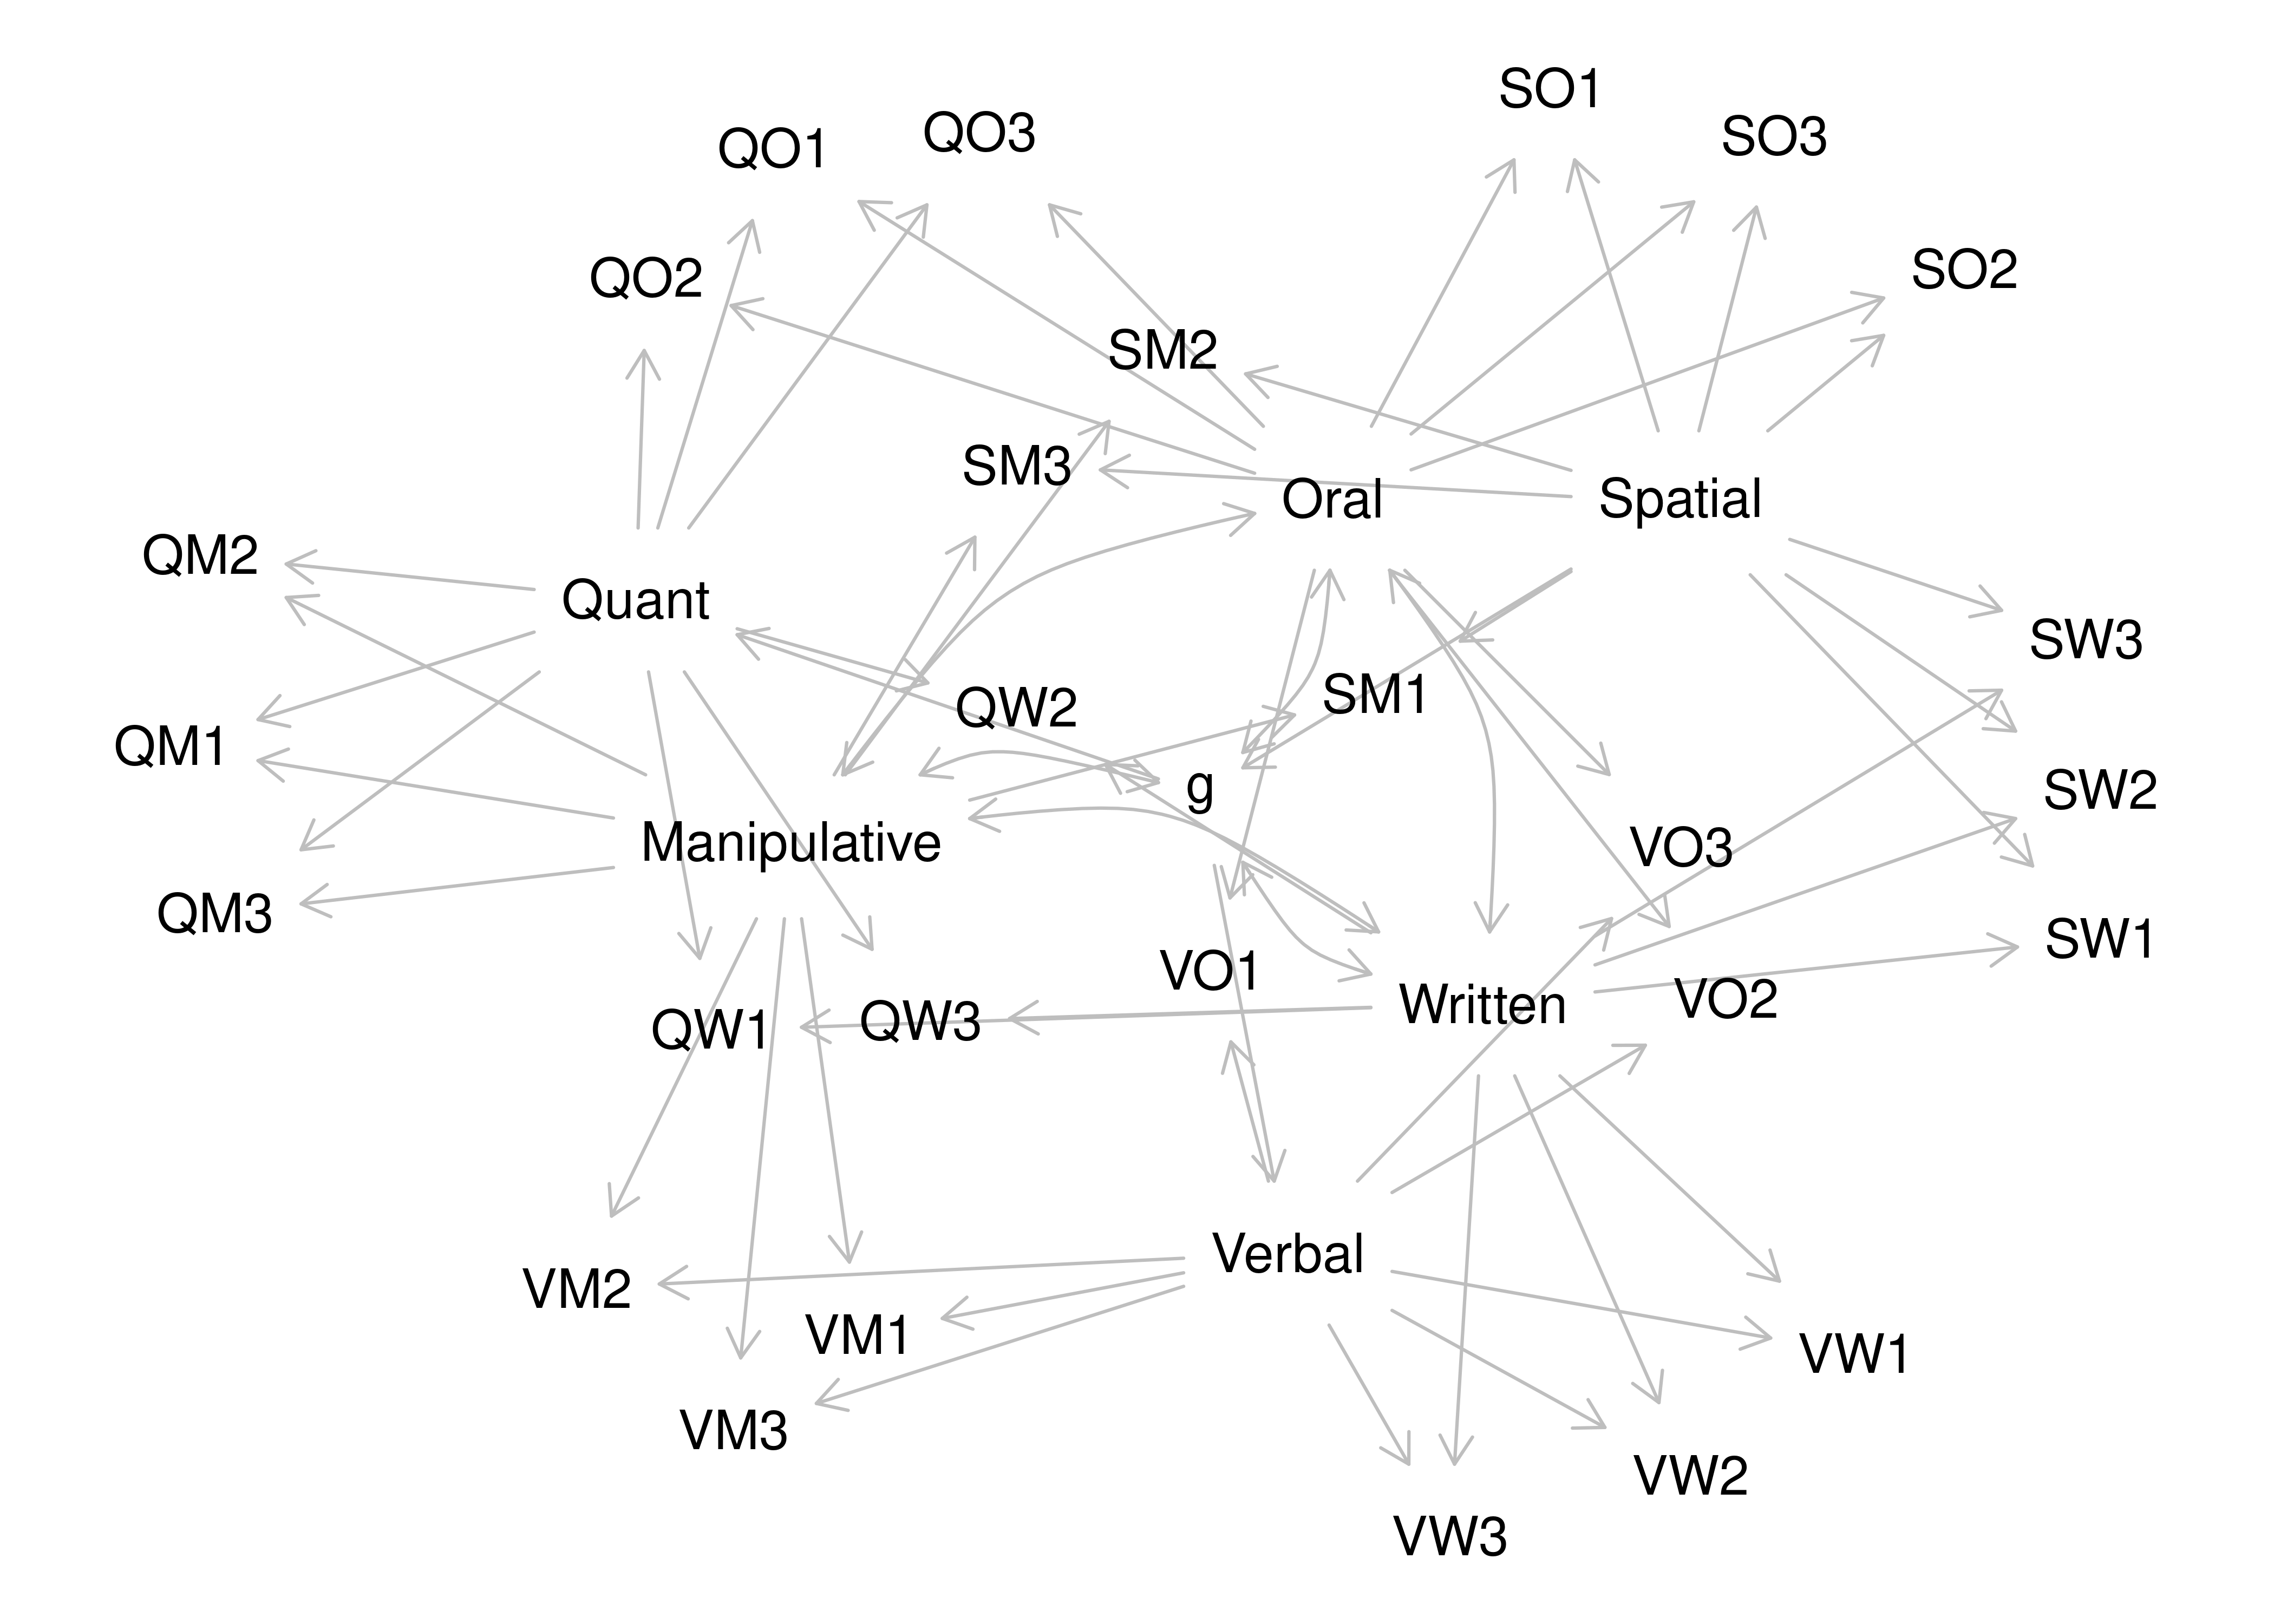 SO1
QO1
QO3
SO3
QO2
SO2
SM2
SM3
Oral
Spatial
QM2
Quant
SW3
QW2
SM1
QM1
g
SW2
Manipulative
VO3
QM3
SW1
VO1
QW1
QW3
Written
VO2
Verbal
VM2
VM1
VW1
VM3
VW2
VW3